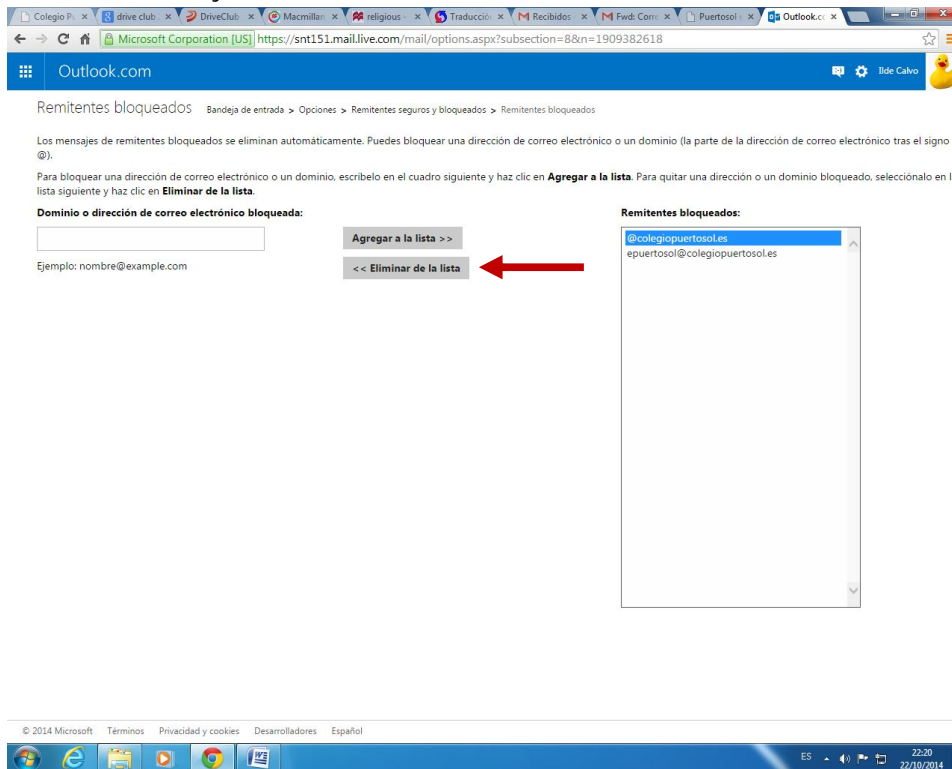 Colegio P
drive club
DriveClub
Macmillan
religious
Traducció
M Recibidos
M Fwd: Corre
Puertosol
Outlook.co
Microsoft Corporation [US] https://snt151.mail.live.com/mail/options.aspx?subsection=8&n=1909382618
Outlook.com
Ilde Calvo
Remitentes bloqueados
Bandeja de entrada > Opciones > Remitentes seguros y bloqueados > Remitentes bloqueados
Los mensajes de remitentes bloqueados se eliminan automáticamente. Puedes bloquear una dirección de correo electrónico o un dominio (la parte de la dirección de correo electrónico tras el signo
@).
Para bloquear una dirección de correo electrónico o un dominio, escríbelo en el cuadro siguiente y haz clic en Agregar a la lista. Para quitar una dirección o un dominio bloqueado, selecciónalo en l
lista siguiente y haz clic en Eliminar de la lista.
Dominio o dirección de correo electrónico bloqueada:
Agregar a la lista >>
Ejemplo: nombre@example.com
<< Eliminar de la lista
Remitentes bloqueados:
@colegiopuertosol.es
epuertosol@colegiopuertosol.es
© 2014 Microsoft Términos Privacidad y cookies Desarrolladores Español
ES
22:20
22/10/2014